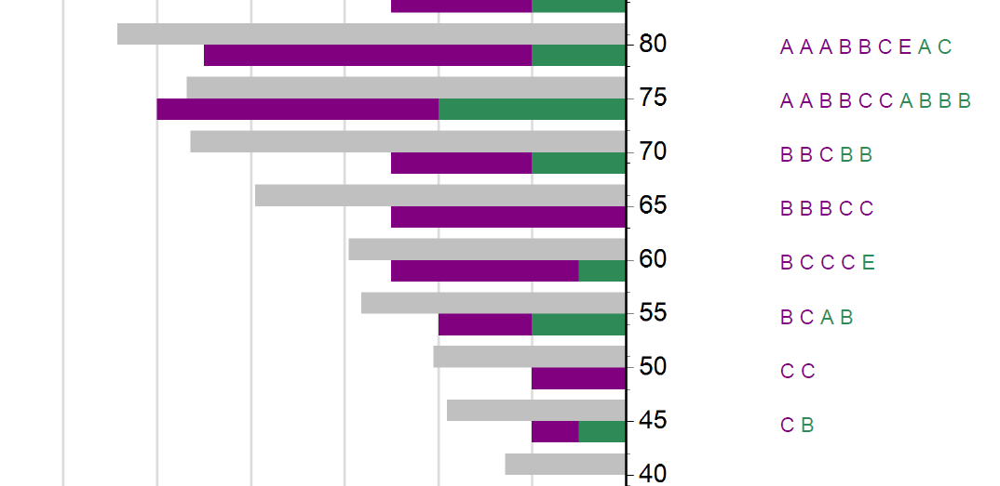 80 A A A B B C E A C
75 A A B B C C A B B B
70 B B C B B
65 B B B C C
60 B C C C E
55 B C A B
50 C C
45 C B
40